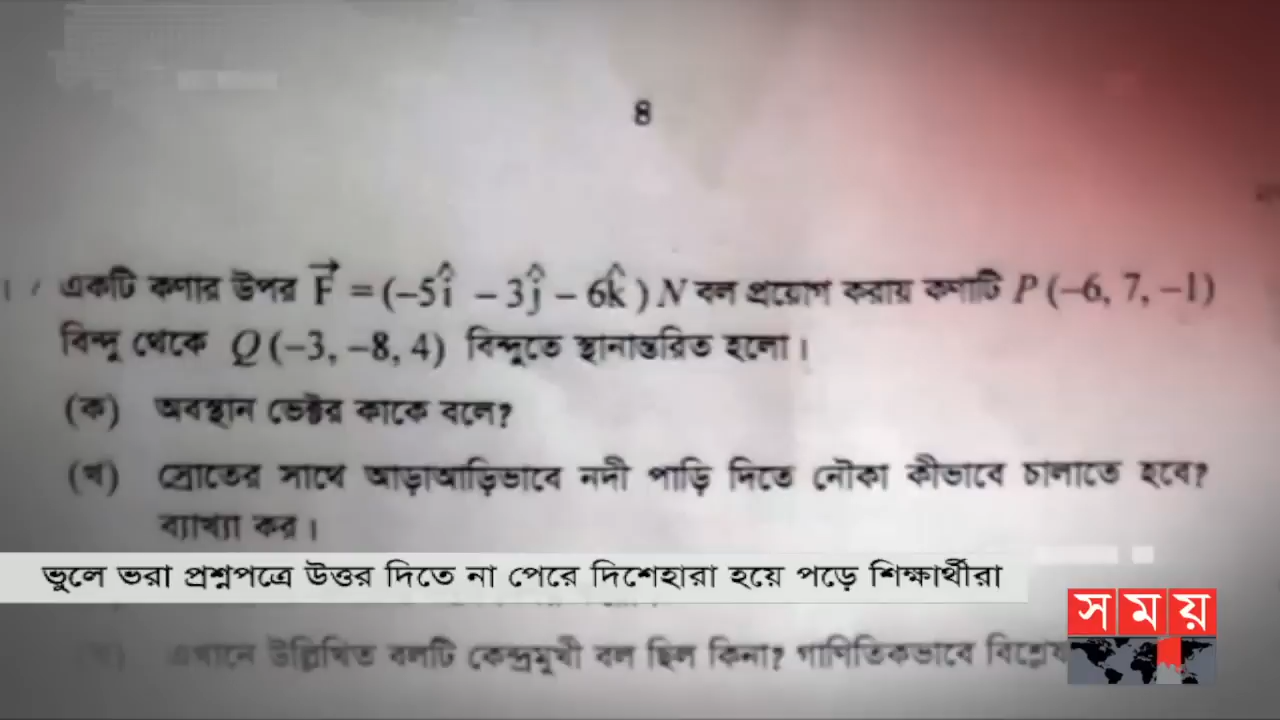 8
। একটি কণার উপর F⃗ = (−5î − 3ĵ − 6k̂) N বল প্রয়োগ করায় কণাটি P (−6, 7, −1)
বিন্দু থেকে Q (−3, −8, 4) বিন্দুতে স্থানান্তরিত হলো।
(ক) অবস্থান ভেক্টর কাকে বলে?
(খ) স্রোতের সাথে আড়াআড়িভাবে নদী পাড়ি দিতে নৌকা কীভাবে চালাতে হবে?
ব্যাখ্যা কর।
ভুলে ভরা প্রশ্নপত্রে উত্তর দিতে না পেরে দিশেহারা হয়ে পড়ে শিক্ষার্থীরা
সময়
এখানে উল্লিখিত বলটি কেন্দ্রমুখী বল ছিল কিনা? গাণিতিকভাবে